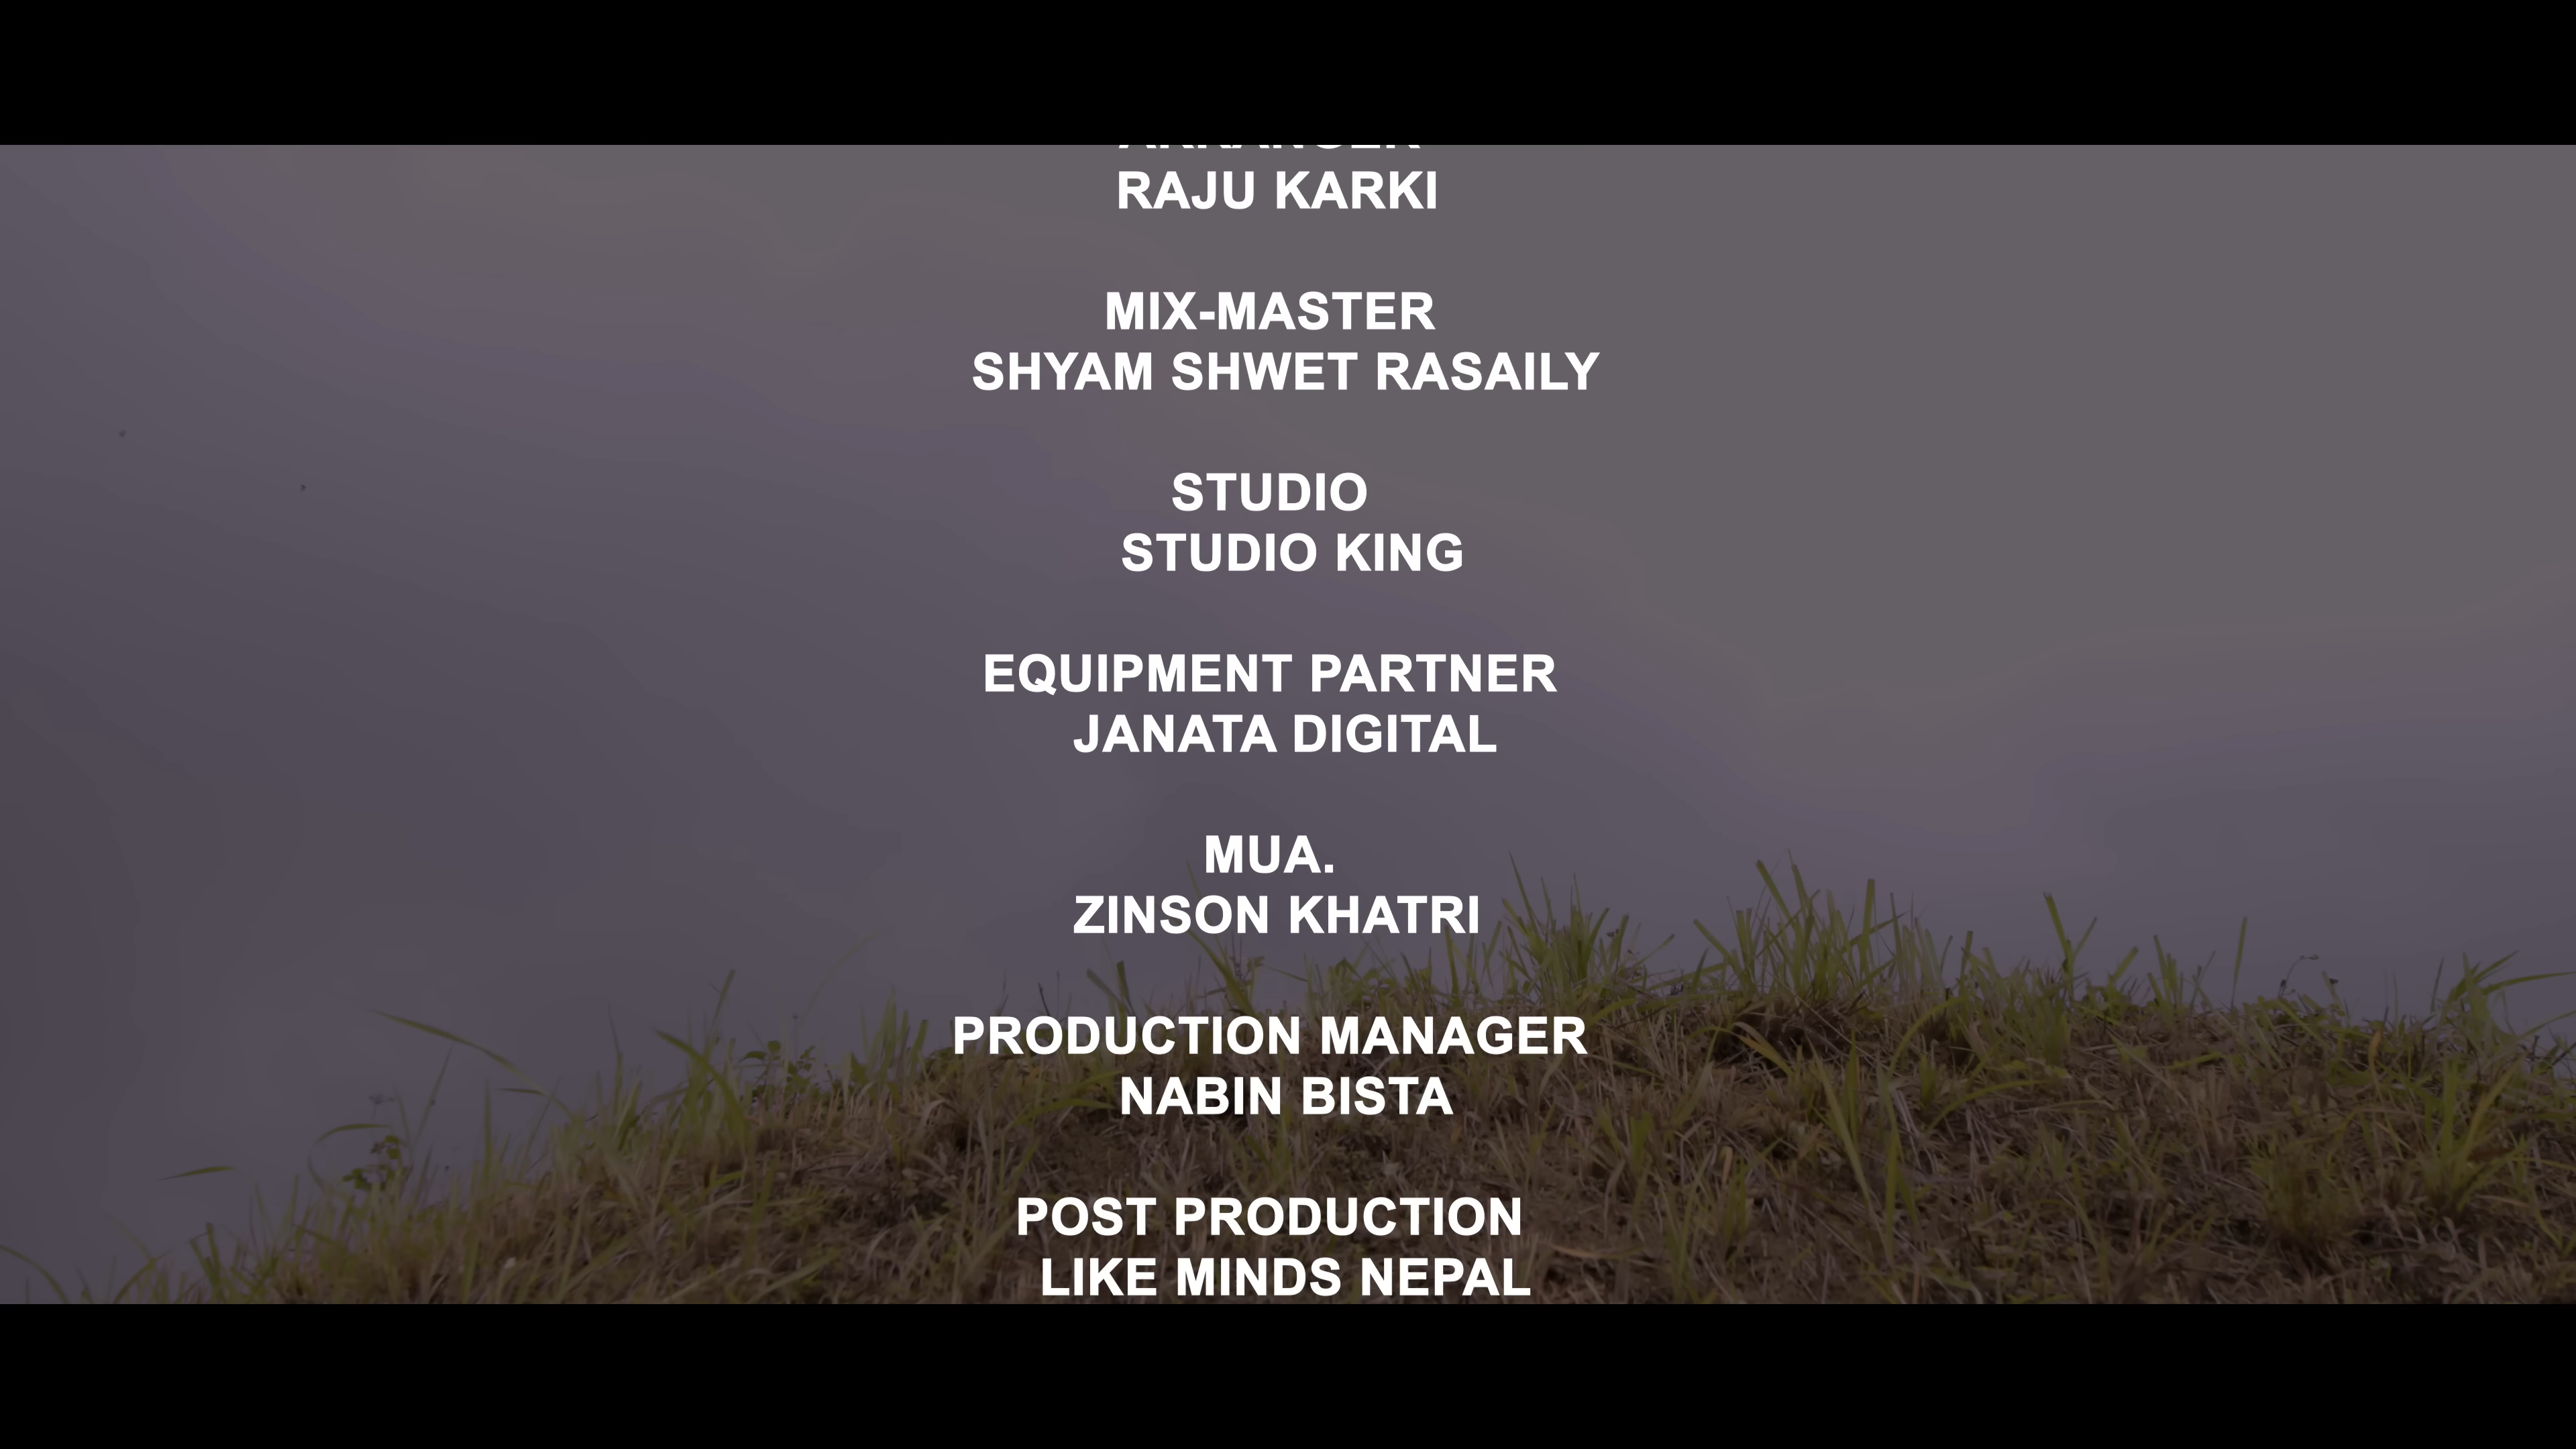 ARRANGER
RAJU KARKI
MIX-MASTER
SHYAM SHWET RASAILY
STUDIO
STUDIO KING
EQUIPMENT PARTNER
JANATA DIGITAL
MUA.
ZINSON KHATRI
PRODUCTION MANAGER
NABIN BISTA
POST PRODUCTION
LIKE MINDS NEPAL